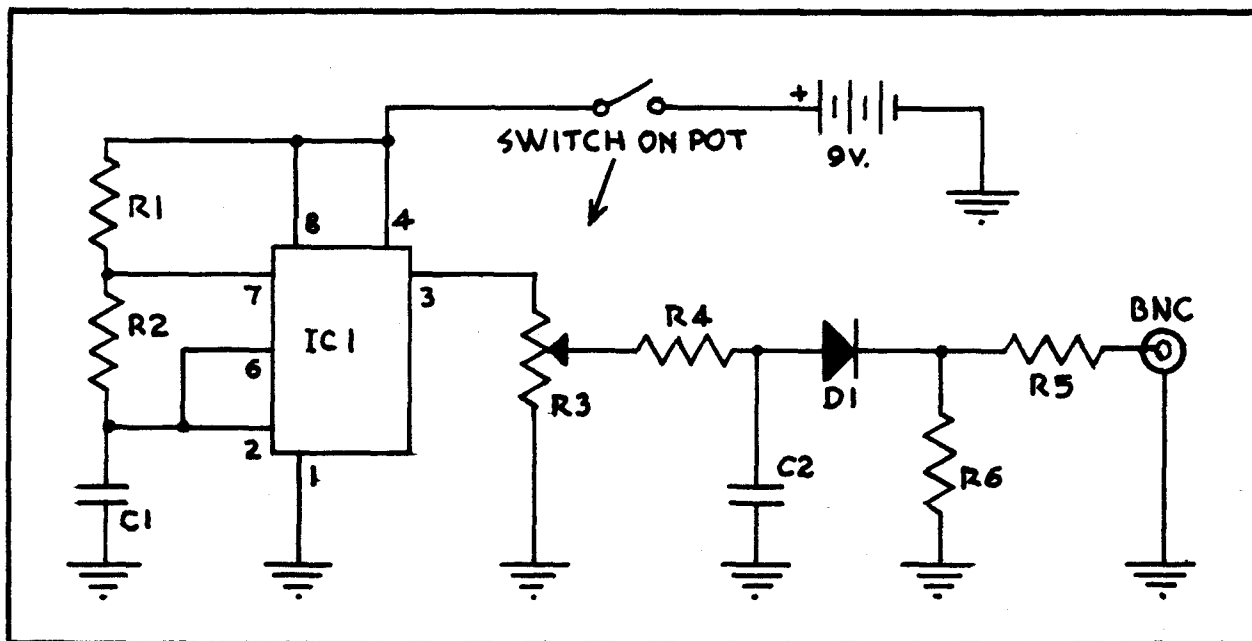 +
SWITCH ON POT
9V.
R1
8
4
7
3
R2
IC1
6
R4
BNC
R3
D1
R5
2
1
C1
C2
R6